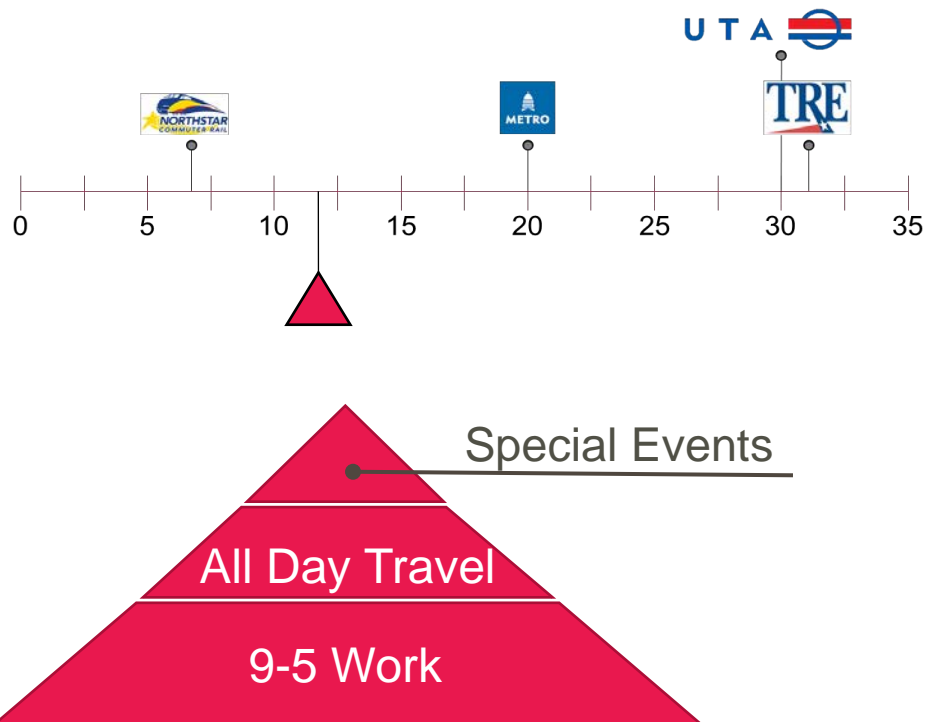 UTA
NORTHSTAR
COMMUTER RAIL
METRO
TRE
0 5 10 15 20 25 30 35
Special Events
All Day Travel
9-5 Work